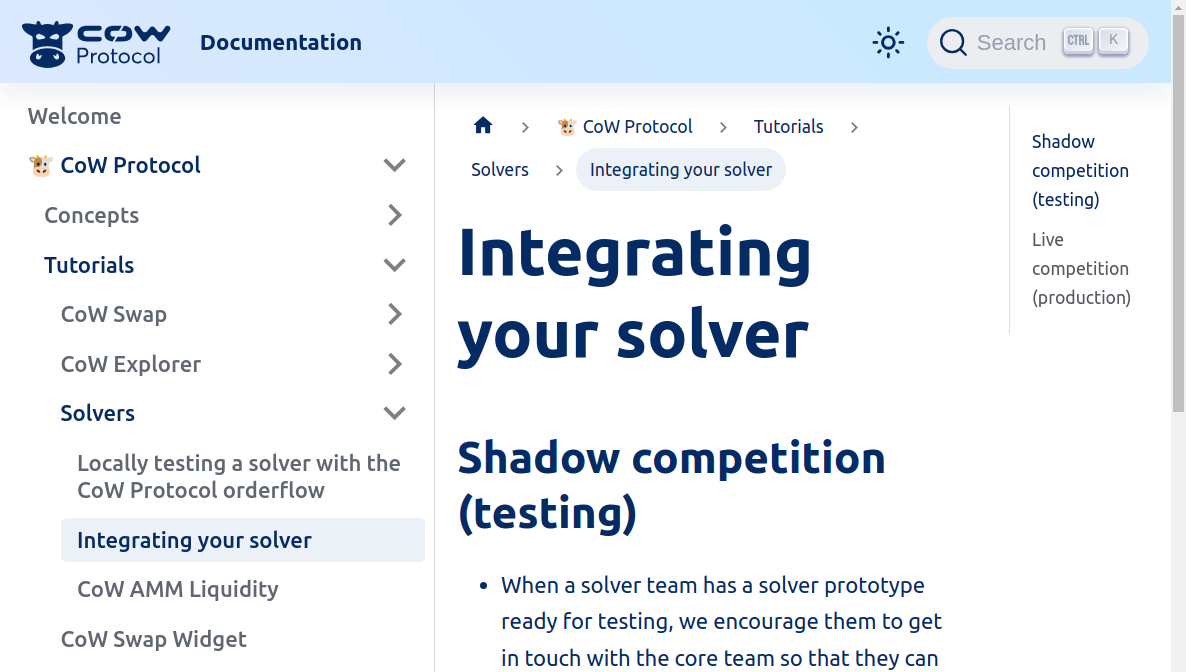 CoW Protocol
Documentation
Search CTRL K
Welcome
CoW Protocol
Concepts
Tutorials
CoW Swap
CoW Explorer
Solvers
Locally testing a solver with the
CoW Protocol orderflow
Integrating your solver
CoW AMM Liquidity
CoW Swap Widget
CoW Protocol Tutorials
Solvers Integrating your solver
Integrating
your solver
Shadow competition
(testing)
When a solver team has a solver prototype
ready for testing, we encourage them to get
in touch with the core team so that they can
Shadow
competition
(testing)
Live
competition
(production)